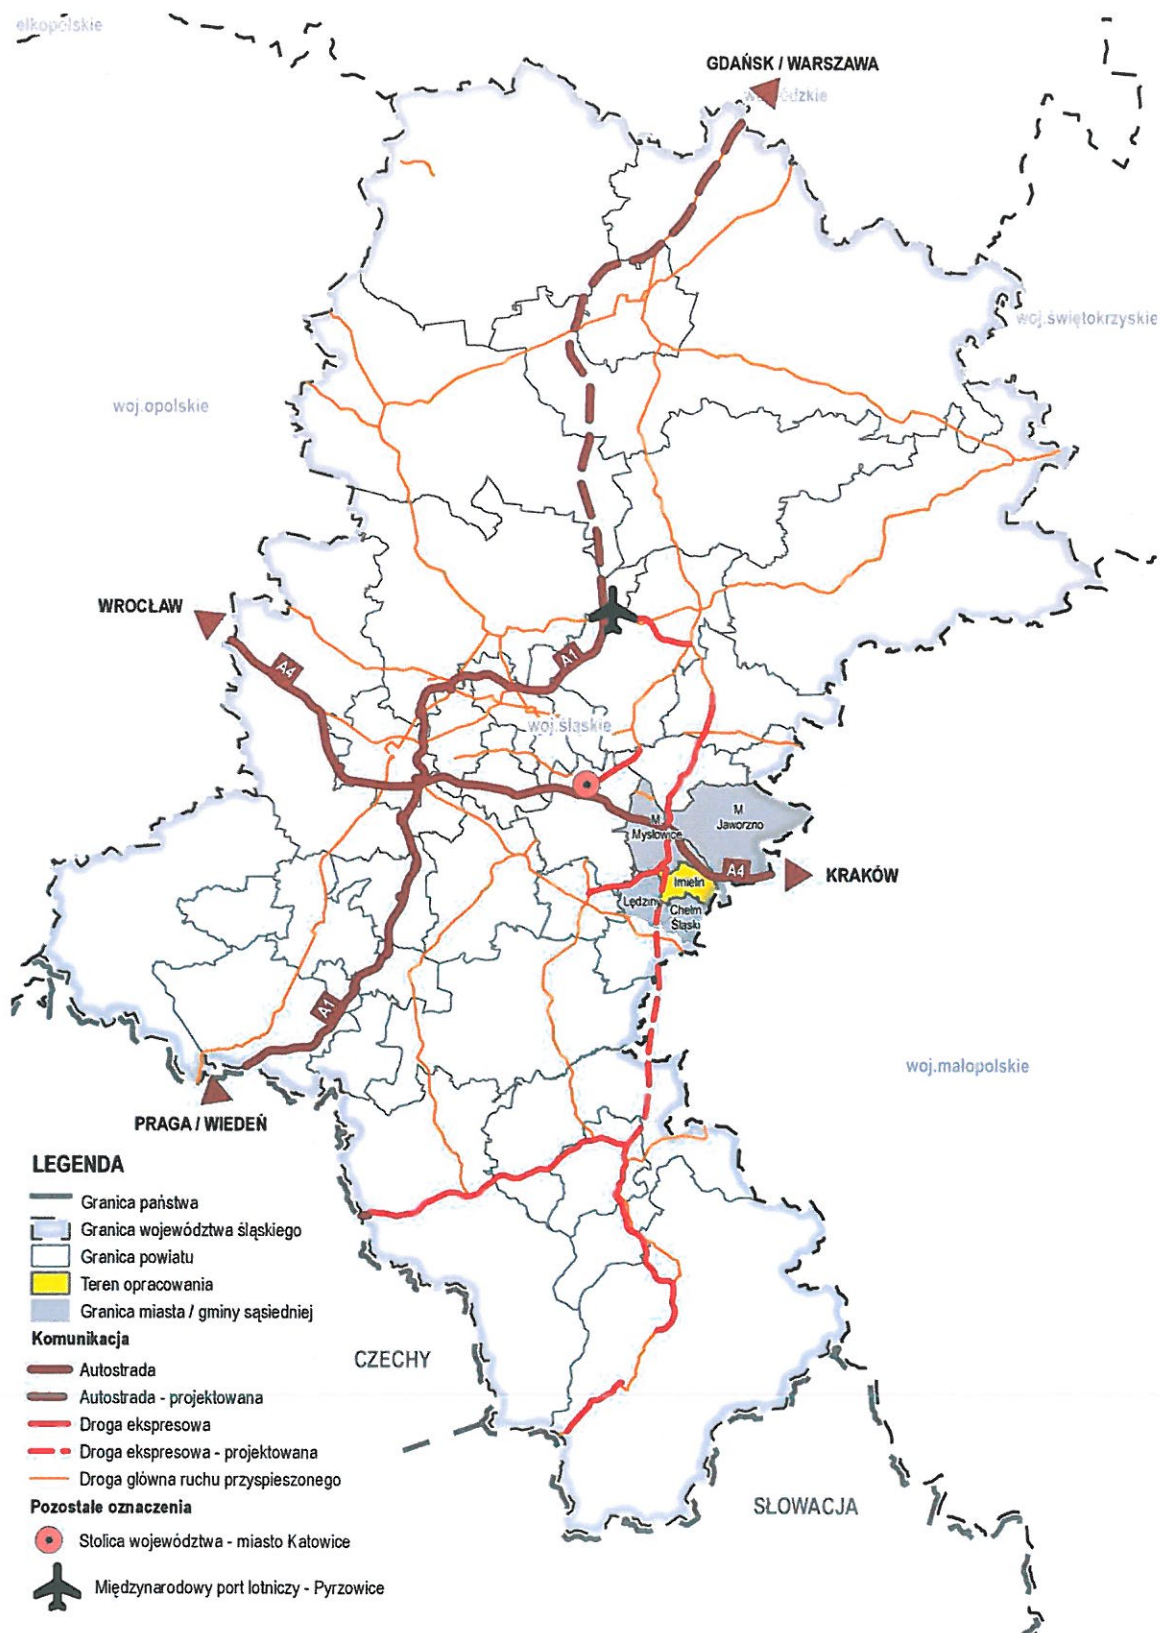 elkopolskie
GDAŃSK / WARSZAWA
woj.świętokrzyskie
woj.opolskie
WROCŁAW
A4
A1
woj.śląskie
M
Jaworzno
M
Mysłowice
A4
KRAKÓW
Imielin
Lędziny
Chełm
Śląski
A1
woj.małopolskie
PRAGA / WIEDEŃ
LEGENDA
Granica państwa
Granica województwa śląskiego
Granica powiatu
Teren opracowania
Granica miasta / gminy sąsiedniej
Komunikacja
Autostrada
Autostrada - projektowana
Droga ekspresowa
Droga ekspresowa - projektowana
Droga główna ruchu przyspieszonego
Pozostałe oznaczenia
Stolica województwa - miasto Katowice
Międzynarodowy port lotniczy - Pyrzowice
CZECHY
SŁOWACJA